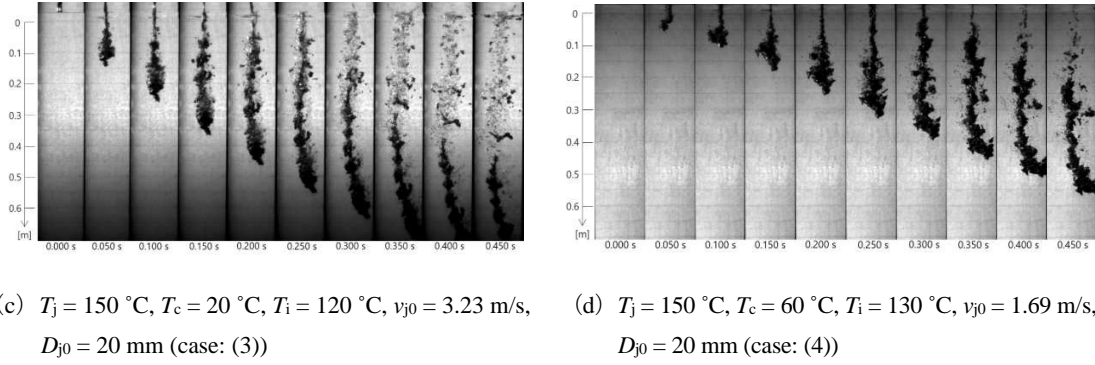 0
0.1
0.2
0.3
0.4
0.5
0.6
[m]
0.000 s 0.050 s 0.100 s 0.150 s 0.200 s 0.250 s 0.300 s 0.350 s 0.400 s 0.450 s
0
0.1
0.2
0.3
0.4
0.5
0.6
[m]
0.000 s 0.050 s 0.100 s 0.150 s 0.200 s 0.250 s 0.300 s 0.350 s 0.400 s 0.450 s
(c) Tj = 150 ˚C, Tc = 20 ˚C, Ti = 120 ˚C, vj0 = 3.23 m/s,
Dj0 = 20 mm (case: (3))
(d) Tj = 150 ˚C, Tc = 60 ˚C, Ti = 130 ˚C, vj0 = 1.69 m/s,
Dj0 = 20 mm (case: (4))